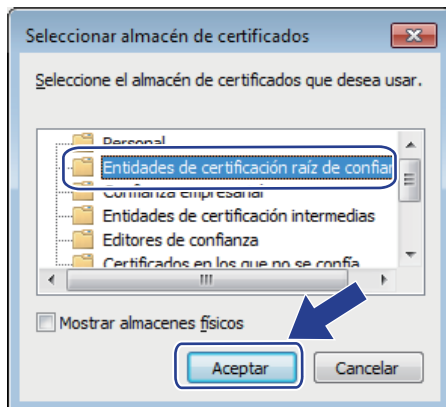 Seleccionar almacén de certificados
Seleccione el almacén de certificados que desea usar.
Personal
Entidades de certificación raíz de confian
Confianza empresarial
Entidades de certificación intermedias
Editores de confianza
Certificados en los que no se confía
Mostrar almacenes físicos
Aceptar
Cancelar